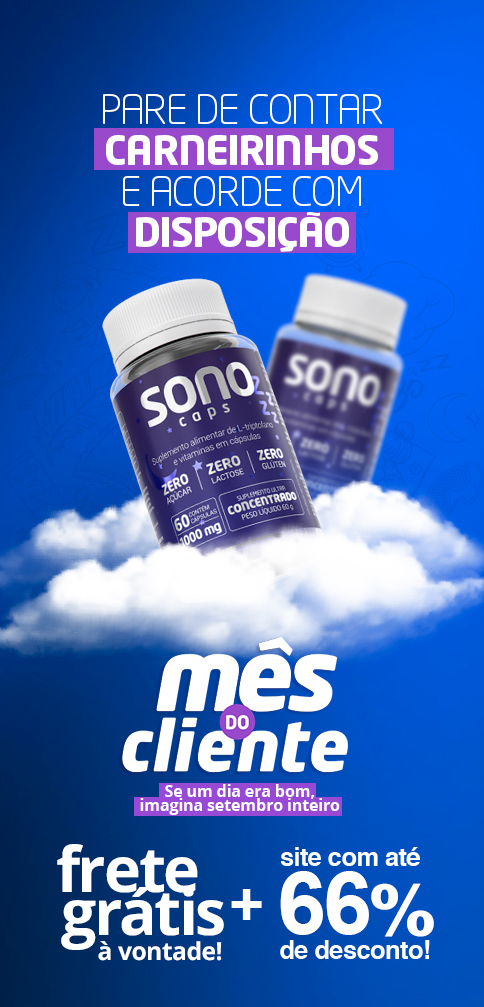 PARE DE CONTAR
CARNEIRINHOS
E ACORDE COM
DISPOSIÇÃO
sono
caps
Suplemento alimentar de L-triptofano
e vitaminas em cápsulas
ZERO
AÇÚCAR
ZERO
LACTOSE
ZERO
GLÚTEN
60 CONTÉM
CÁPSULAS
1000 mg
SUPLEMENTO ULTRA
CONCENTRADO
PESO LÍQUIDO 60 g
sono
caps
ZERO
ZERO
mês
DO
cliente
Se um dia era bom,
imagina setembro inteiro
frete
grátis
à vontade!
+
site com até
66%
de desconto!